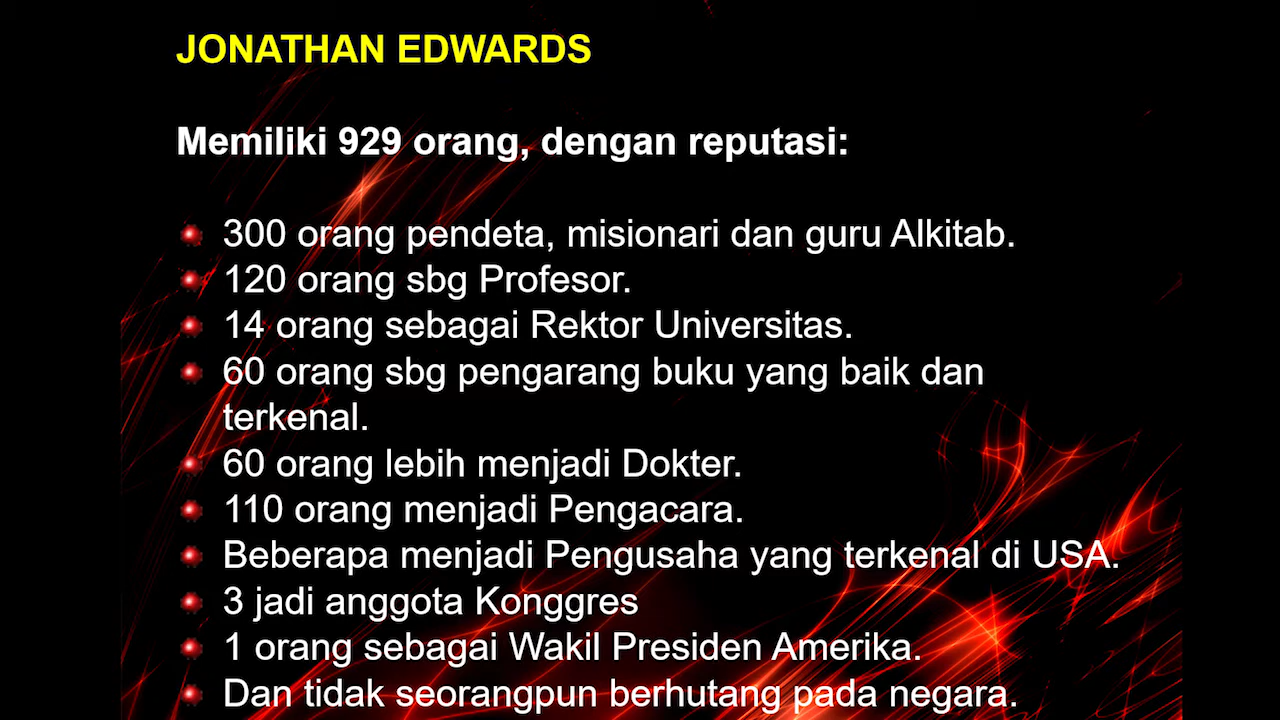 JONATHAN EDWARDS
Memiliki 929 orang, dengan reputasi:
300 orang pendeta, misionari dan guru Alkitab.
120 orang sbg Profesor.
14 orang sebagai Rektor Universitas.
60 orang sbg pengarang buku yang baik dan
terkenal.
60 orang lebih menjadi Dokter.
110 orang menjadi Pengacara.
Beberapa menjadi Pengusaha yang terkenal di USA.
3 jadi anggota Konggres
1 orang sebagai Wakil Presiden Amerika.
Dan tidak seorangpun berhutang pada negara.